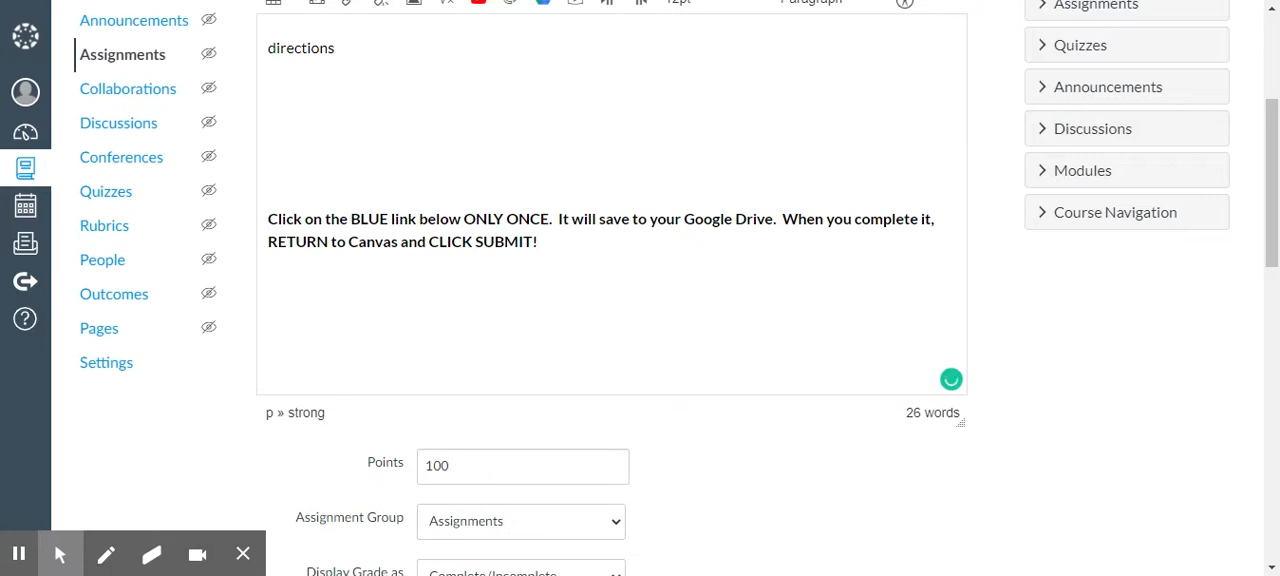 12pt
Paragraph
Announcements
Assignments
Collaborations
Discussions
Conferences
Quizzes
Rubrics
People
Outcomes
Pages
Settings
directions
Click on the BLUE link below ONLY ONCE.  It will save to your Google Drive.  When you complete it,
RETURN to Canvas and CLICK SUBMIT!
p » strong
26 words
Points
100
Assignment Group
Assignments
Display Grade as
Complete/Incomplete
Assignments
Quizzes
Announcements
Discussions
Modules
Course Navigation